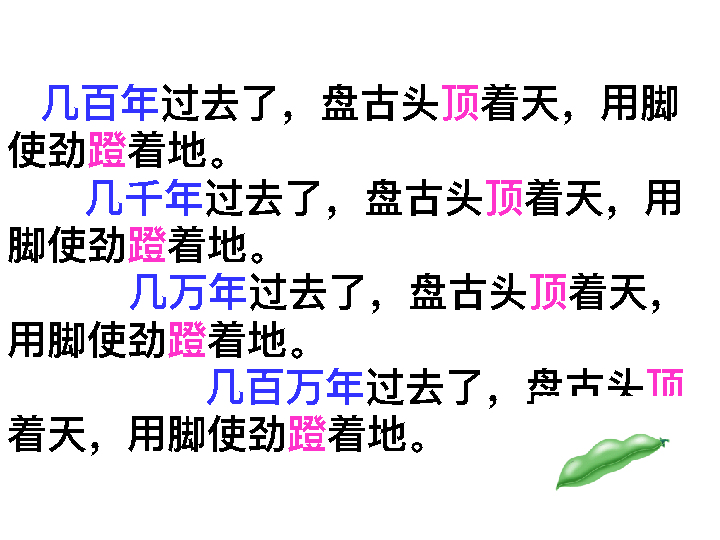 几百年过去了，盘古头顶着天，用脚
使劲蹬着地。
几千年过去了，盘古头顶着天，用
脚使劲蹬着地。
几万年过去了，盘古头顶着天，
用脚使劲蹬着地。
几百万年过去了，盘古头顶
着天，用脚使劲蹬着地。